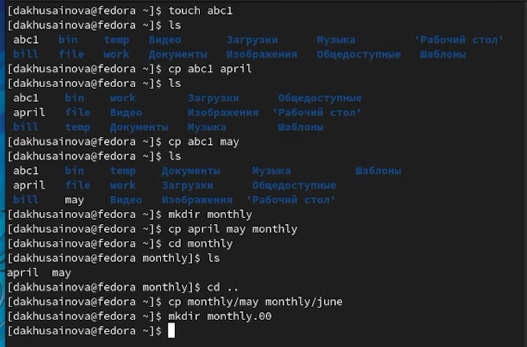 [dakhusainova@fedora ~]$ touch abc1
[dakhusainova@fedora ~]$ ls
abc1 bin temp Видео Загрузки Музыка 'Рабочий стол'
bill file work Документы Изображения Общедоступные Шаблоны
[dakhusainova@fedora ~]$ cp abc1 april
[dakhusainova@fedora ~]$ ls
abc1 bin work Загрузки Общедоступные
april file Видео Изображения 'Рабочий стол'
bill temp Документы Музыка Шаблоны
[dakhusainova@fedora ~]$ cp abc1 may
[dakhusainova@fedora ~]$ ls
abc1 bin temp Документы Музыка Шаблоны
april file work Загрузки Общедоступные
bill may Видео Изображения 'Рабочий стол'
[dakhusainova@fedora ~]$ mkdir monthly
[dakhusainova@fedora ~]$ cp april may monthly
[dakhusainova@fedora ~]$ cd monthly
[dakhusainova@fedora monthly]$ ls
april may
[dakhusainova@fedora monthly]$ cd ..
[dakhusainova@fedora ~]$ cp monthly/may monthly/june
[dakhusainova@fedora ~]$ mkdir monthly.00
[dakhusainova@fedora ~]$